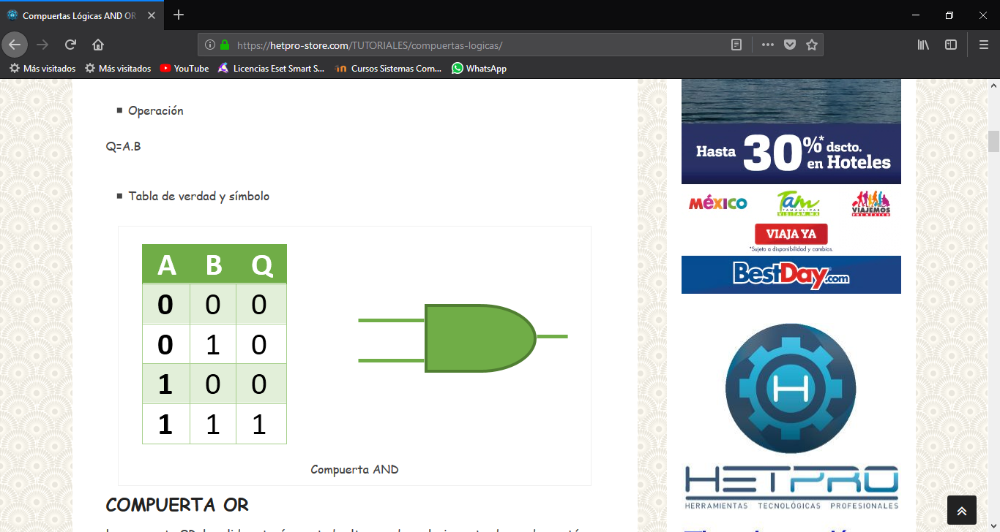 Compuertas Lógicas AND OR
https://hetpro-store.com/TUTORIALES/compuertas-logicas/
Más visitados
Más visitados
YouTube
Licencias Eset Smart S...
in
Cursos Sistemas Com...
WhatsApp
Operación
Q=A.B
Tabla de verdad y símbolo
A B Q
0 0 0
0 1 0
1 0 0
1 1 1
Compuerta AND
COMPUERTA OR
Hasta 30%* dscto.
en Hoteles
MÉXICO
Tam
TAMAULIPAS
VISITAM.MX
VIAJEMOS
POR MÉXICO
VIAJA YA
*Sujeto a disponibilidad y cambios.
BestDay.com
H
HETPRO
HERRAMIENTAS TECNOLÓGICAS PROFESIONALES